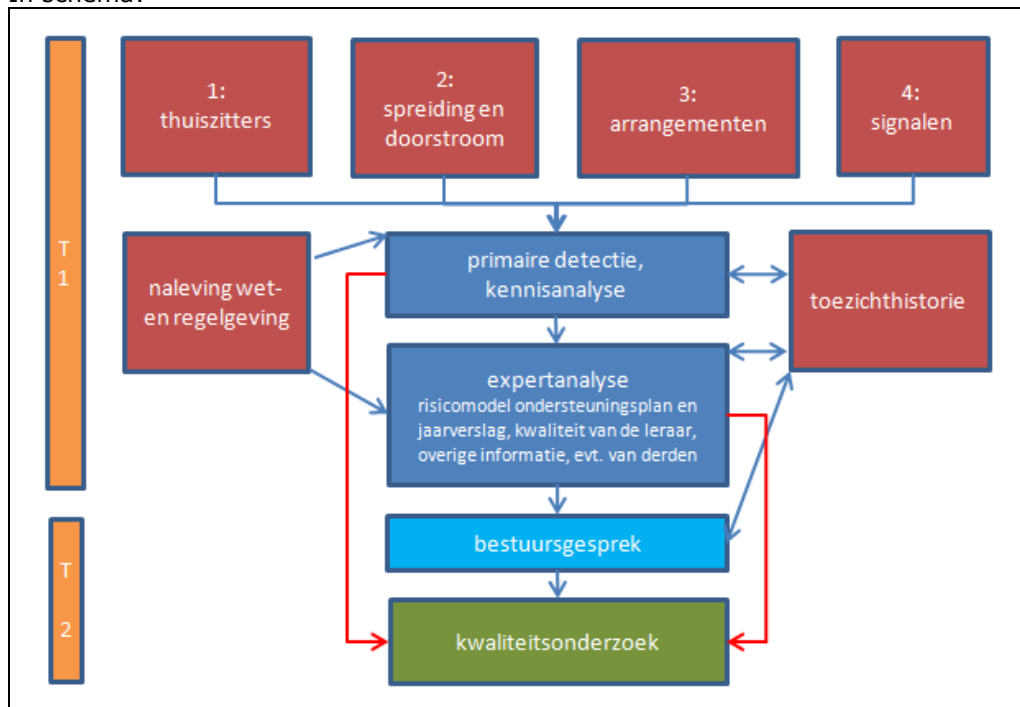 In schema:
1:
thuiszitters
2:
spreiding en
doorstroom
3:
arrangementen
4:
signalen
T
1
naleving wet-
en regelgeving
primaire detectie,
kennisanalyse
toezichthistorie
expertanalyse
risicomodel ondersteuningsplan en
jaarverslag, kwaliteit van de leraar,
overige informatie, evt. van derden
T
2
bestuursgesprek
kwaliteitsonderzoek